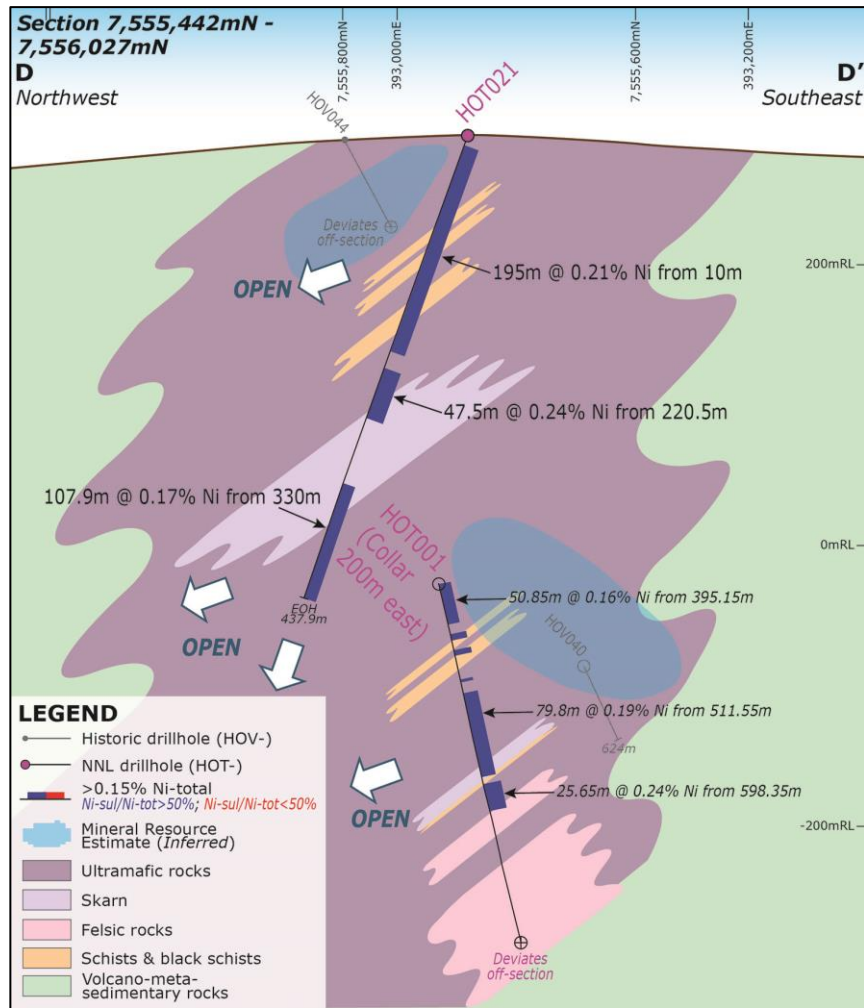 Section 7,555,442mN -
7,556,027mN
D
Northwest
D'
Southeast
7,555,800mN
393,000mE
7,555,600mN
393,200mE
HOV044
HOT021
Deviates
off-section
200mRL
195m @ 0.21% Ni from 10m
OPEN
47.5m @ 0.24% Ni from 220.5m
107.9m @ 0.17% Ni from 330m
HOT001
(Collar
200m east)
0mRL
EOH
437.9m
50.85m @ 0.16% Ni from 395.15m
OPEN
HOV040
79.8m @ 0.19% Ni from 511.55m
624m
25.65m @ 0.24% Ni from 598.35m
OPEN
-200mRL
Deviates
off-section
LEGEND
Historic drillhole (HOV-)
NNL drillhole (HOT-)
>0.15% Ni-total
Ni-sul/Ni-tot>50%; Ni-sul/Ni-tot<50%
Mineral Resource
Estimate (Inferred)
Ultramafic rocks
Skarn
Felsic rocks
Schists & black schists
Volcano-meta-
sedimentary rocks